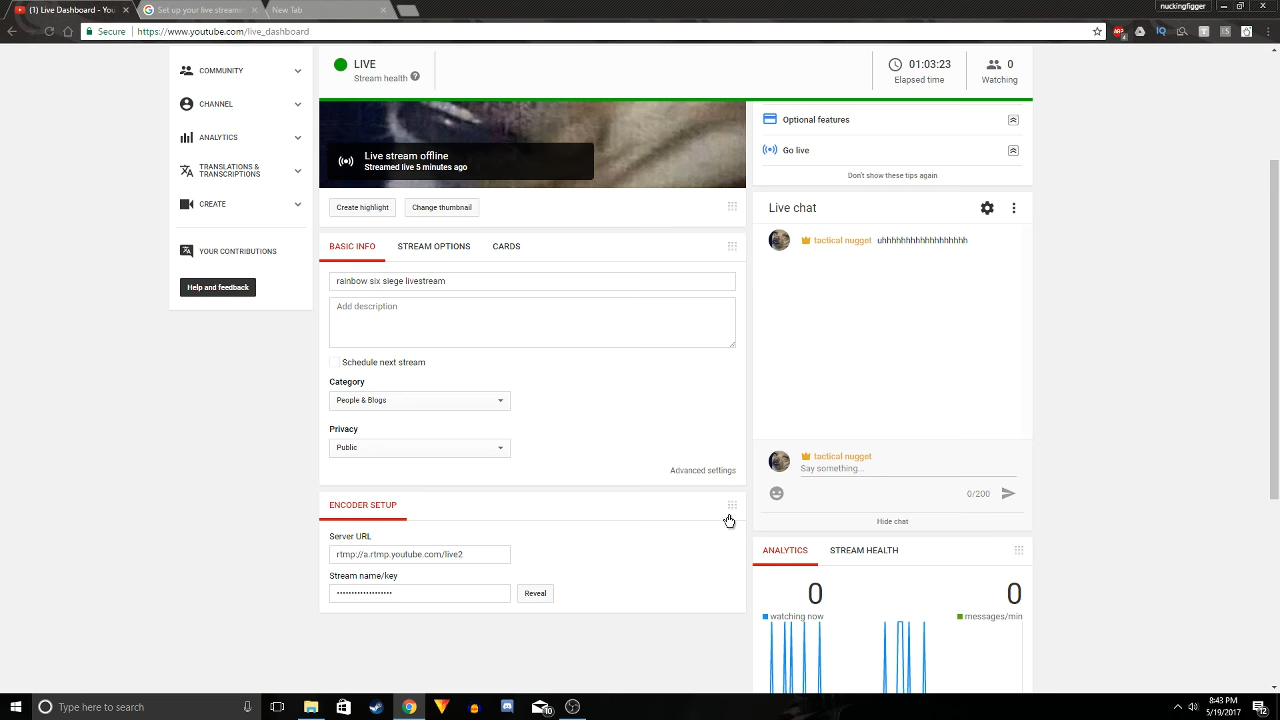 Live Dashboard - You
Set up your live stream
New Tab
nuckingfigger
Secure
https://www.youtube.com/live_dashboard
COMMUNITY
CHANNEL
ANALYTICS
TRANSLATIONS &
TRANSCRIPTIONS
CREATE
YOUR CONTRIBUTIONS
Help and feedback
LIVE
Stream health ?
01:03:23
Elapsed time
0
Watching
Live stream offline
Streamed live 5 minutes ago
Create highlight
Change thumbnail
BASIC INFO
STREAM OPTIONS
CARDS
rainbow six siege livestream
Add description
Schedule next stream
Category
People & Blogs
Privacy
Public
Advanced settings
ENCODER SETUP
Server URL
rtmp://a.rtmp.youtube.com/live2
Stream name/key
•••••••••••••••••••
Reveal
Optional features
Go live
Don't show these tips again
Live chat
tactical nugget uhhhhhhhhhhhhhhhhh
tactical nugget
Say something...
0/200
Hide chat
ANALYTICS
STREAM HEALTH
0
watching now
0
messages/min
Type here to search
10
8:43 PM
5/19/2017